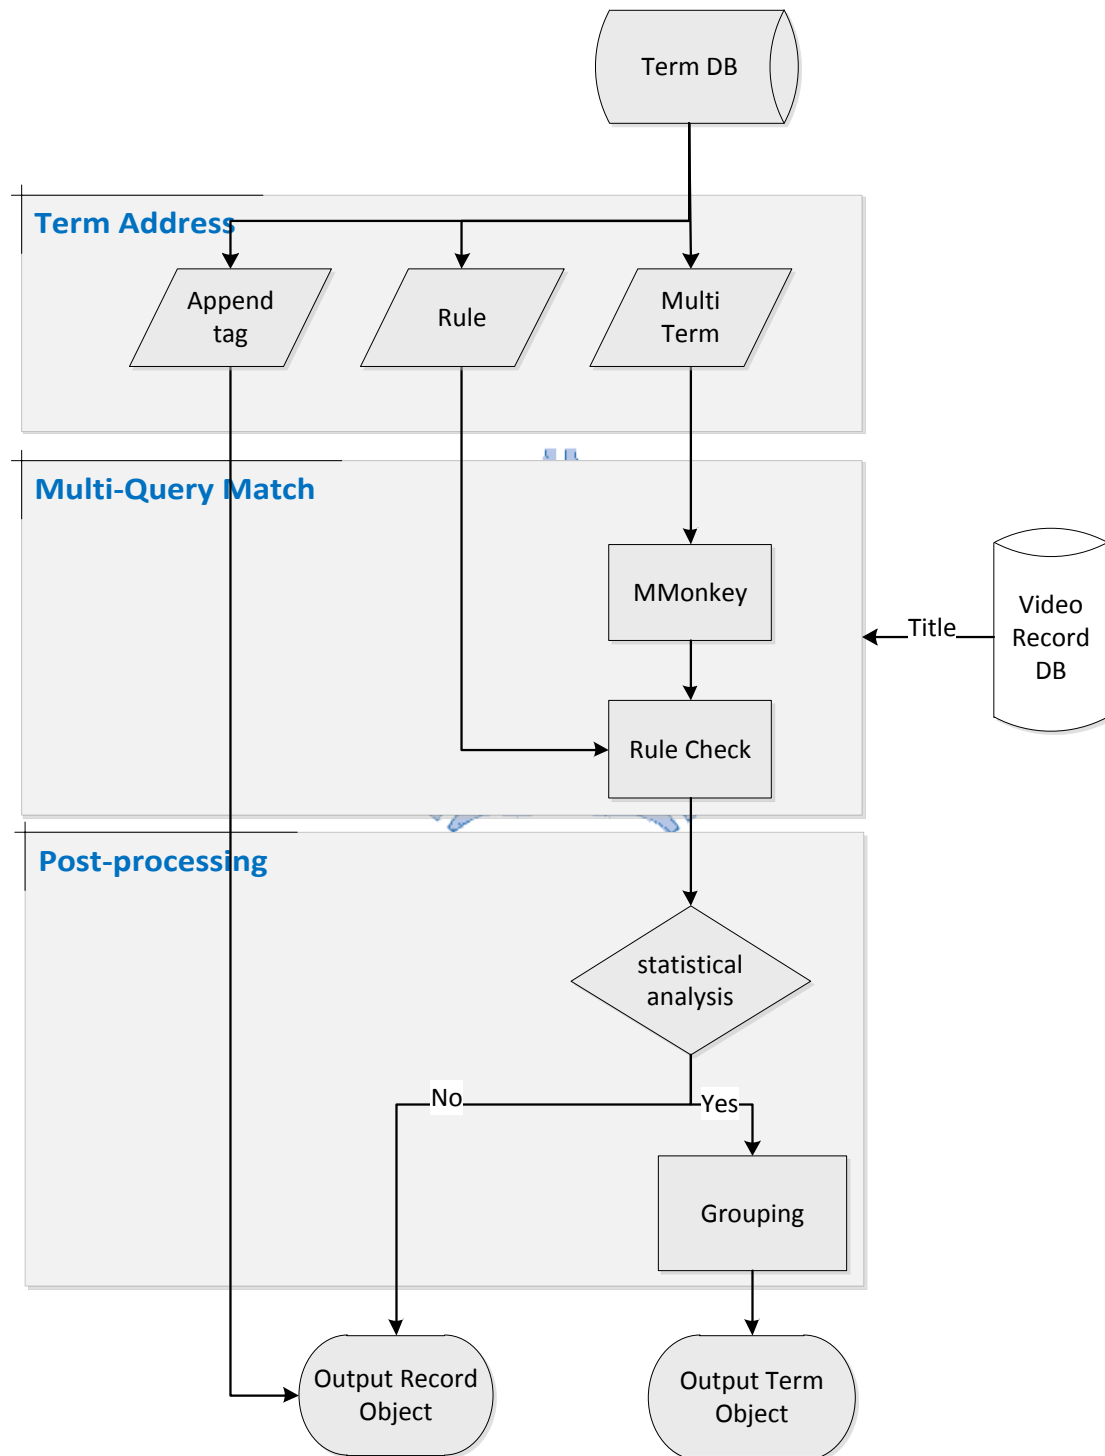 Term DB
Term Address
Append
tag
Rule
Multi
Term
Multi-Query Match
MMonkey
Title
Video
Record
DB
Rule Check
Post-processing
statistical
analysis
No
Yes
Grouping
Output Record
Object
Output Term
Object